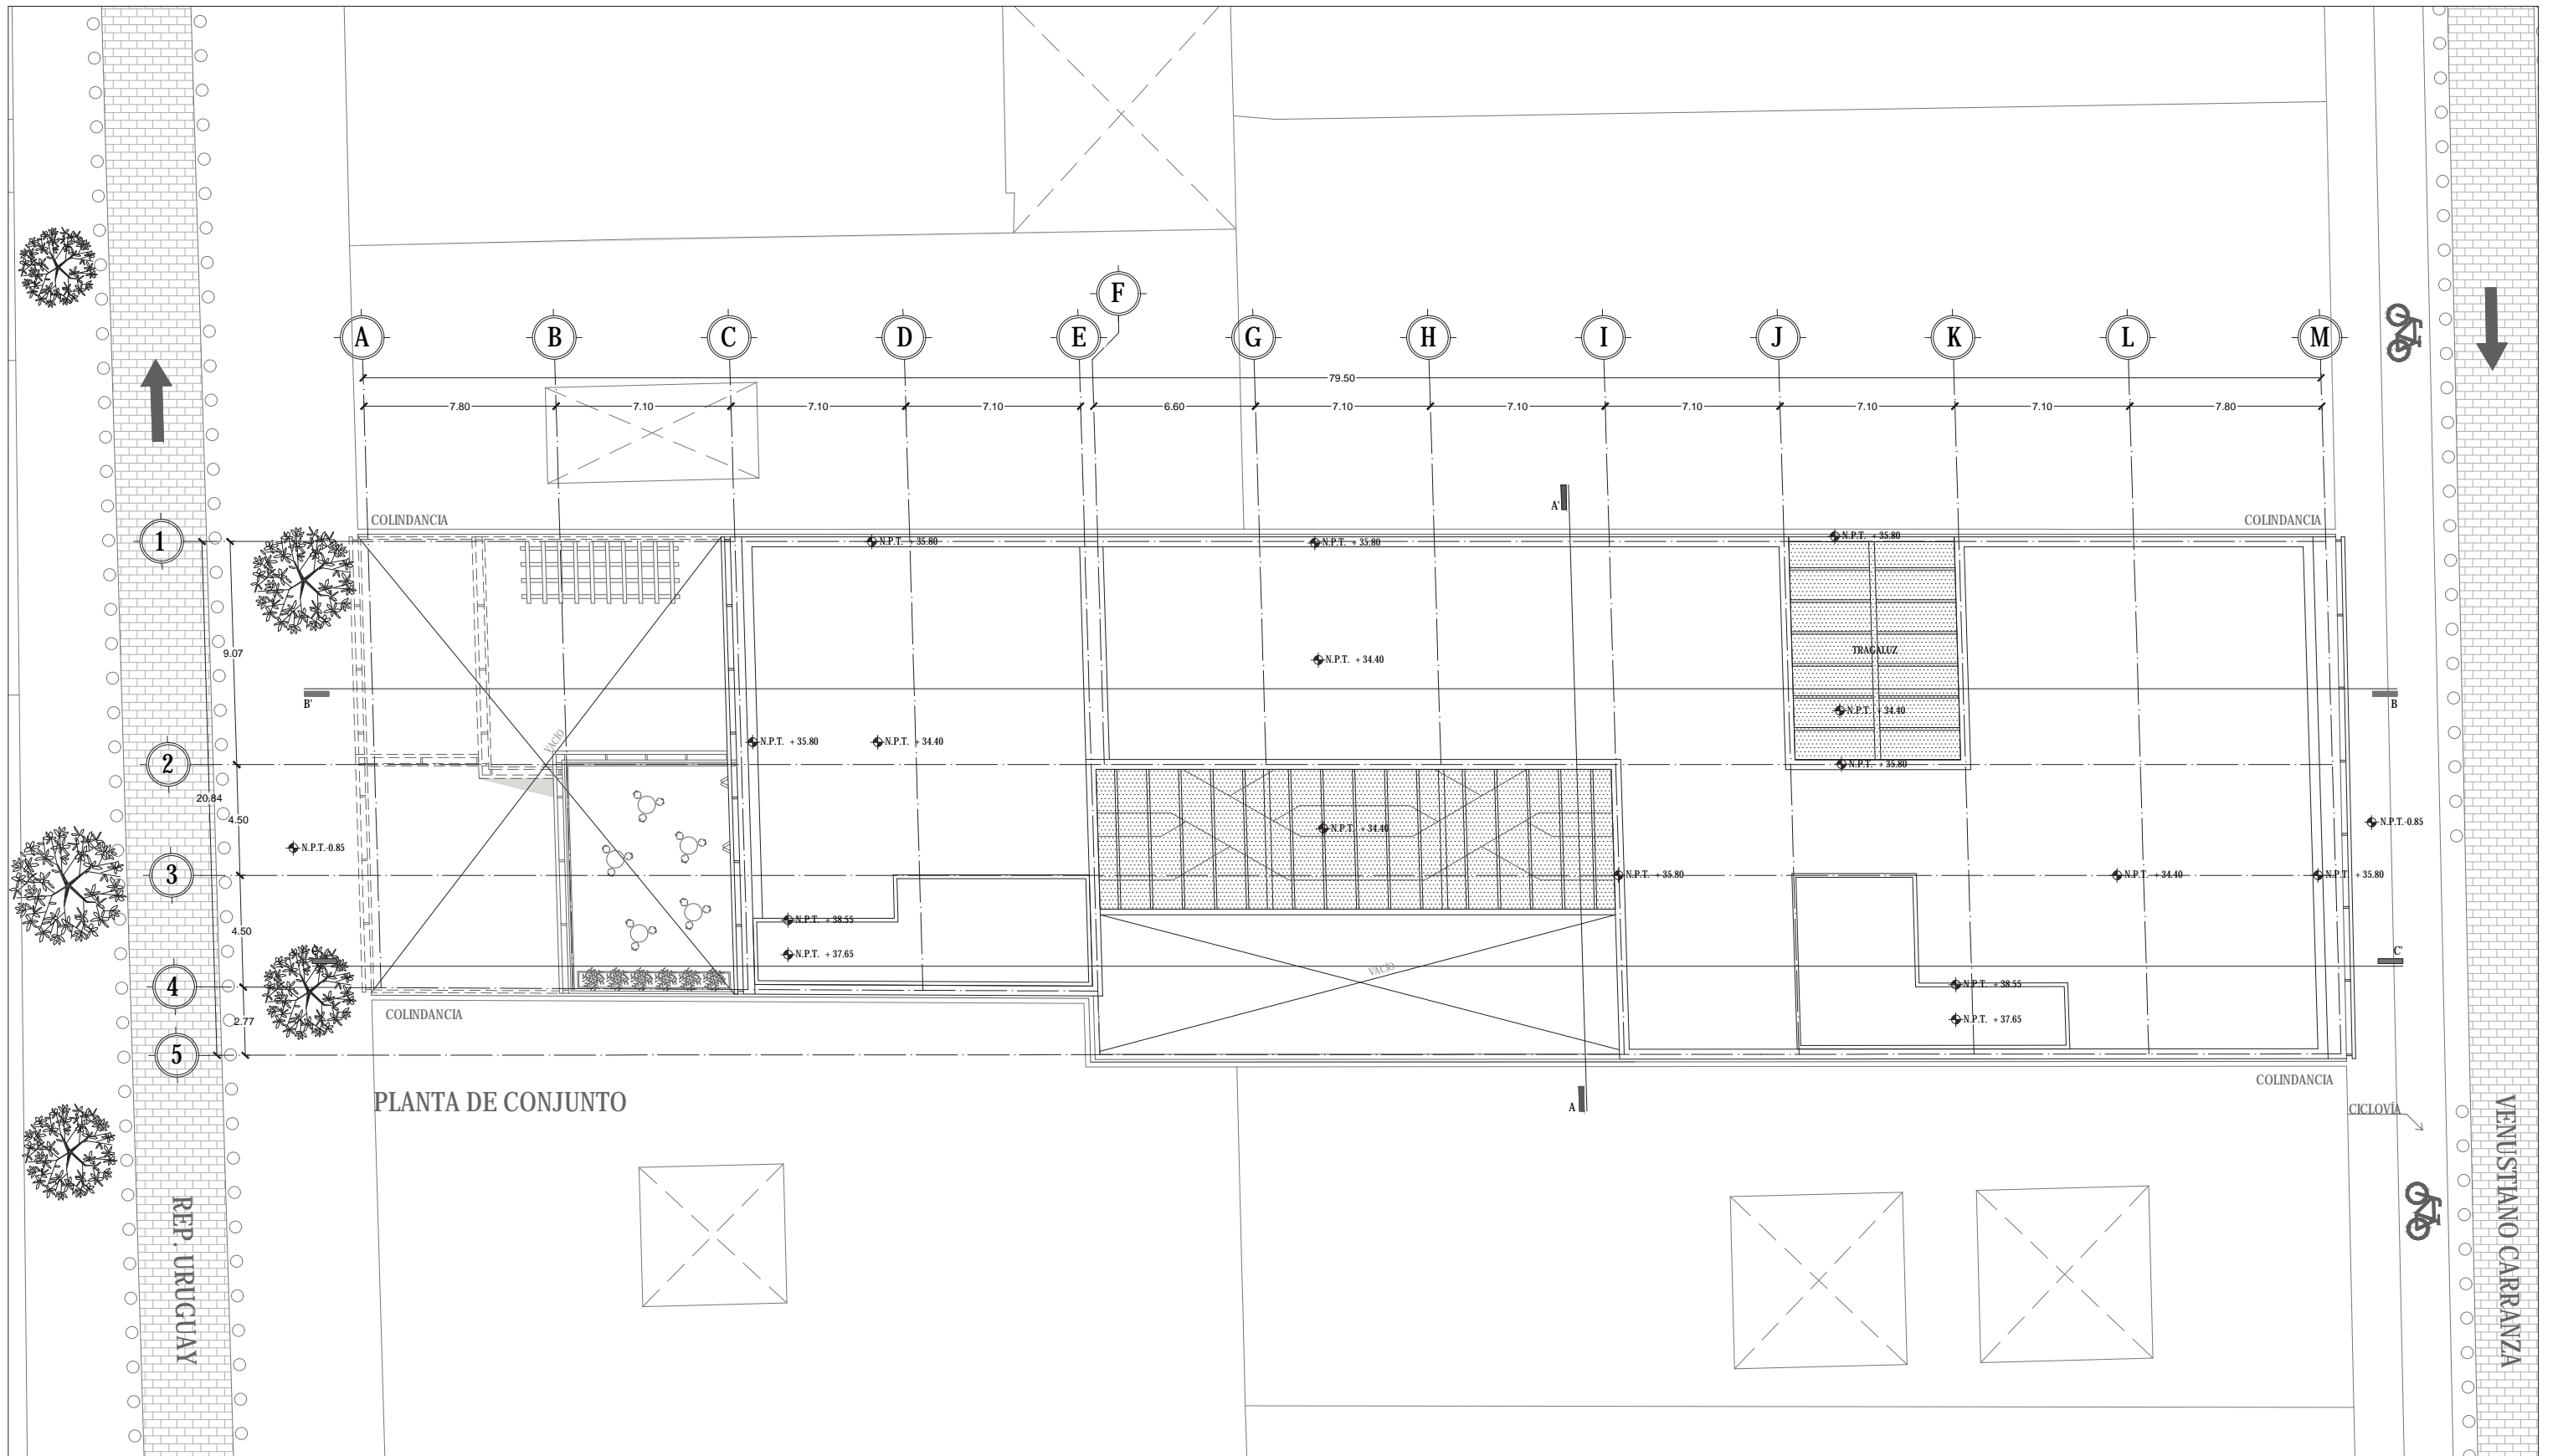 F
A B C D E G H I J K L M
79.50
7.80 7.10 7.10 7.10 6.60 7.10 7.10 7.10 7.10 7.10 7.80
A'
COLINDANCIA
COLINDANCIA
1
N.P.T. + 35.80
N.P.T. + 35.80
N.P.T. + 35.80
9.07
TRAGALUZ
N.P.T. + 34.40
B'
B
N.P.T. + 34.40
VACÍO
N.P.T. + 35.80
N.P.T. + 34.40
2
N.P.T. + 35.80
20.84
4.50
N.P.T. + 34.40
N.P.T.-0.85
N.P.T.-0.85
3
N.P.T. + 35.80
N.P.T. + 34.40
N.P.T. + 35.80
N.P.T. + 38.55
4.50
N.P.T. + 37.65
C
C'
VACÍO
4
N.P.T. + 38.55
COLINDANCIA
2.77
N.P.T. + 37.65
5
COLINDANCIA
PLANTA DE CONJUNTO
A
CICLOVÍA
REP. URUGUAY
VENUSTIANO CARRANZA